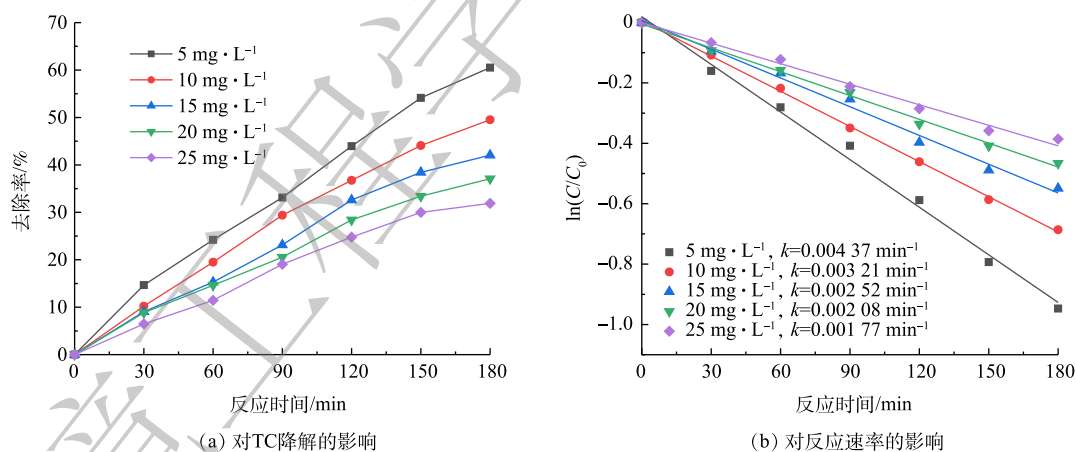 70
60
50
40
30
20
10
0
去除率/%
5 mg·L⁻¹
10 mg·L⁻¹
15 mg·L⁻¹
20 mg·L⁻¹
25 mg·L⁻¹
0 30 60 90 120 150 180
反应时间/min
(a) 对TC降解的影响
0
−0.2
−0.4
−0.6
−0.8
−1.0
ln(C/C₀)
5 mg·L⁻¹, k=0.004 37 min⁻¹
10 mg·L⁻¹, k=0.003 21 min⁻¹
15 mg·L⁻¹, k=0.002 52 min⁻¹
20 mg·L⁻¹, k=0.002 08 min⁻¹
25 mg·L⁻¹, k=0.001 77 min⁻¹
0 30 60 90 120 150 180
反应时间/min
(b) 对反应速率的影响